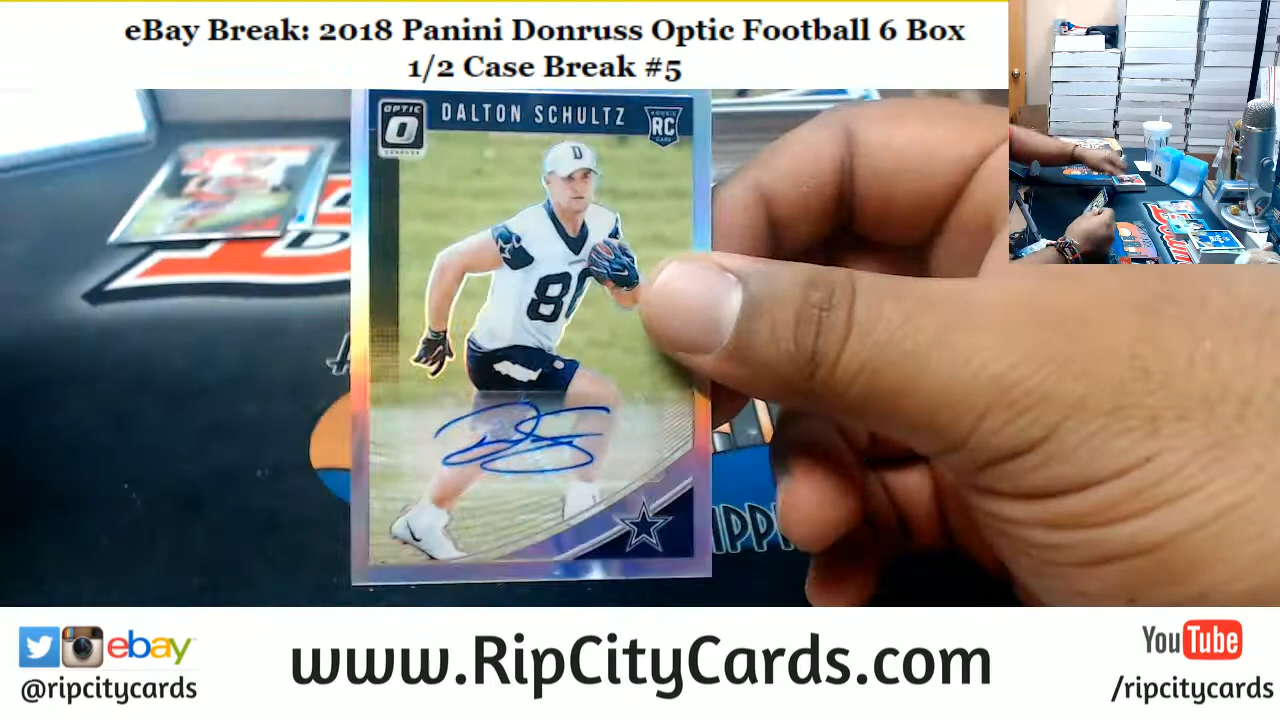 eBay Break: 2018 Panini Donruss Optic Football 6 Box
1/2 Case Break #5
OPTIC
DALTON SCHULTZ
RC
D
80
IPPI
ebay
@ripcitycards
www.RipCityCards.com
YouTube
/ripcitycards